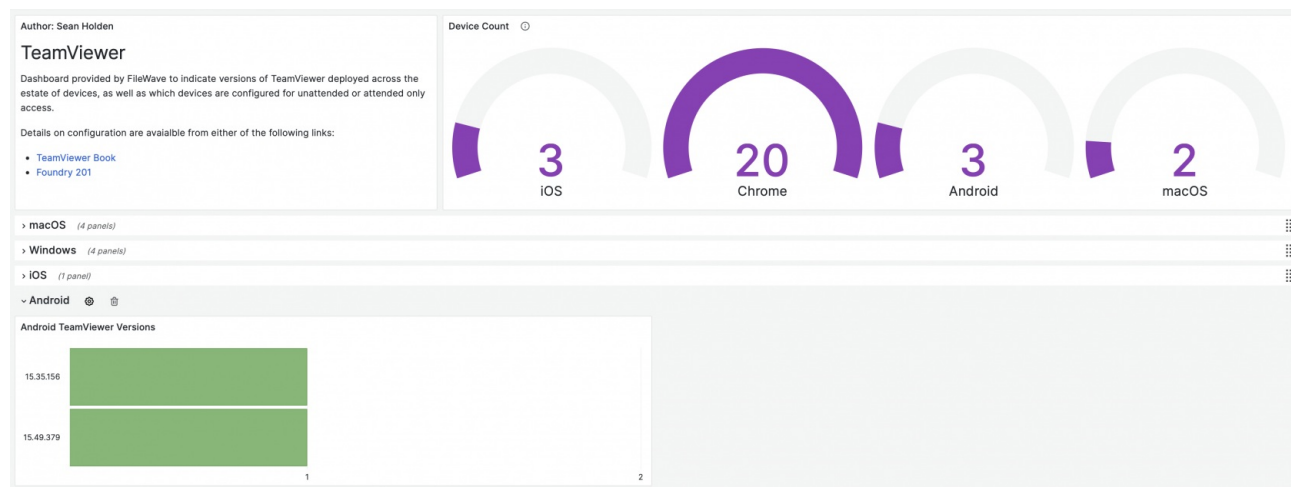 Author: Sean Holden
TeamViewer
Dashboard provided by FileWave to indicate versions of TeamViewer deployed across the
estate of devices, as well as which devices are configured for unattended or attended only
access.
Details on configuration are avaialble from either of the following links:
TeamViewer Book
Foundry 201
Device Count
3
iOS
20
Chrome
3
Android
2
macOS
macOS (4 panels)
Windows (4 panels)
iOS (1 panel)
Android
Android TeamViewer Versions
15.35.156
15.49.379
1 2